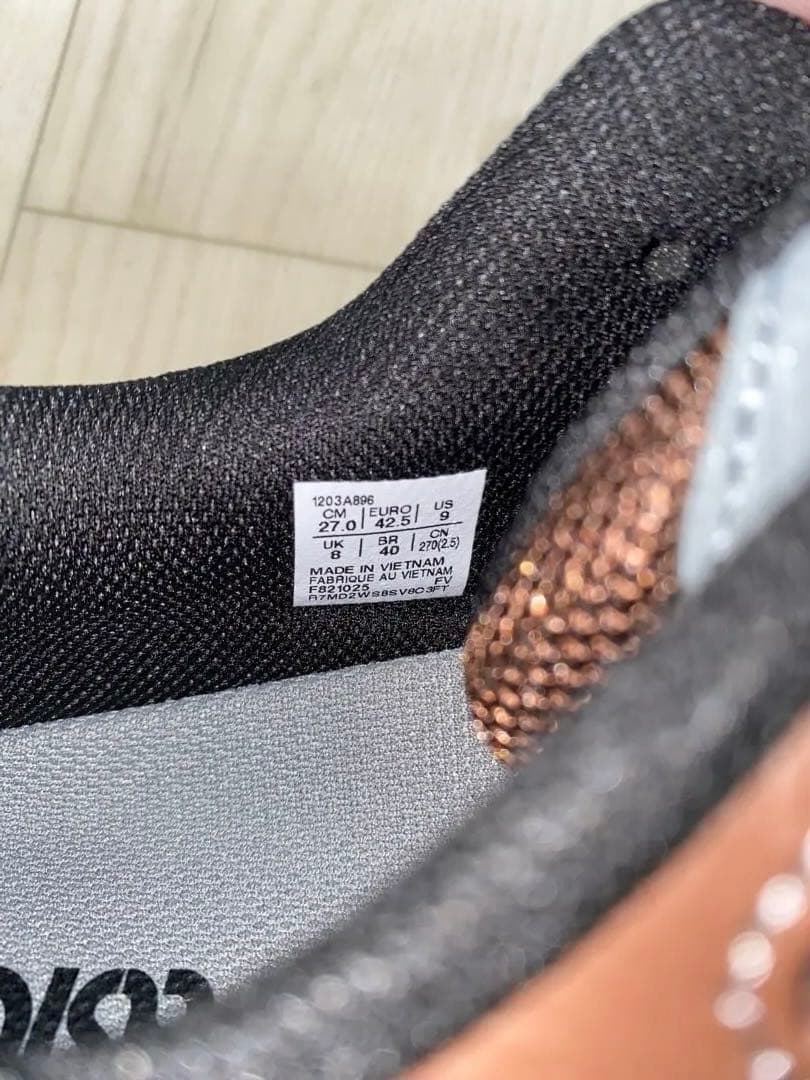 1203A896
CM | EURO | US
27.0 | 42.5 | 9
UK | BR | CN
8 | 40 | 270(2.5)
MADE IN VIETNAM
FABRIQUE AU VIETNAM
F821025 FV